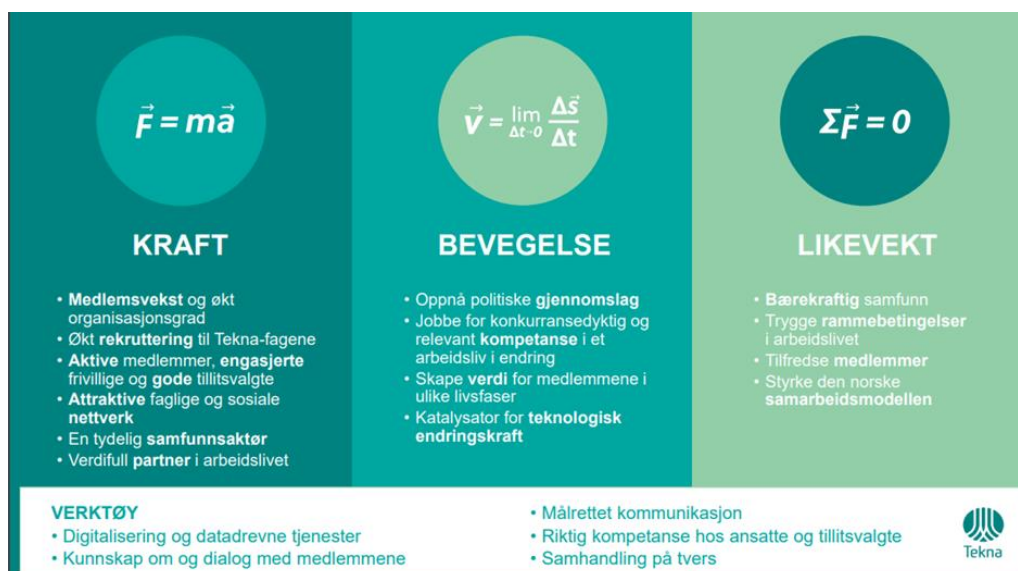 F⃗ = ma⃗
KRAFT
• Medlemsvekst og økt
organisasjonsgrad
• Økt rekruttering til Tekna-fagene
• Aktive medlemmer, engasjerte
frivillige og gode tillitsvalgte
• Attraktive faglige og sosiale
nettverk
• En tydelig samfunnsaktør
• Verdifull partner i arbeidslivet
v⃗ = lim Δt→0 Δs⃗/Δt
BEVEGELSE
• Oppnå politiske gjennomslag
• Jobbe for konkurransedyktig og
relevant kompetanse i et
arbeidsliv i endring
• Skape verdi for medlemmene i
ulike livsfaser
• Katalysator for teknologisk
endringskraft
ΣF⃗ = 0
LIKEVEKT
• Bærekraftig samfunn
• Trygge rammebetingelser
i arbeidslivet
• Tilfredse medlemmer
• Styrke den norske
samarbeidsmodellen
VERKTØY
• Digitalisering og datadrevne tjenester
• Kunnskap om og dialog med medlemmene
• Målrettet kommunikasjon
• Riktig kompetanse hos ansatte og tillitsvalgte
• Samhandling på tvers
Tekna